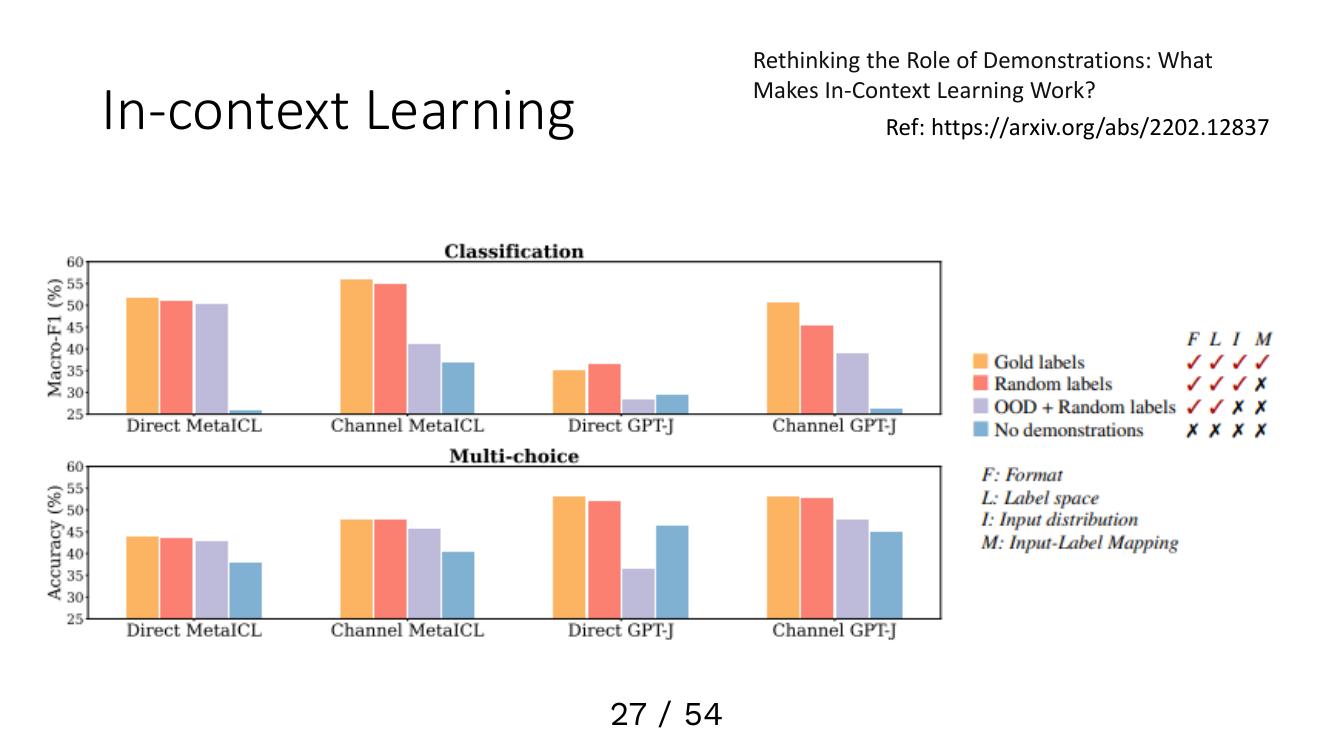 In-context Learning
Rethinking the Role of Demonstrations: What
Makes In-Context Learning Work?
Ref: https://arxiv.org/abs/2202.12837
Classification
Macro-F1 (%)
60
55
50
45
40
35
30
25
Direct MetaICL
Channel MetaICL
Direct GPT-J
Channel GPT-J
Multi-choice
Accuracy (%)
60
55
50
45
40
35
30
25
Direct MetaICL
Channel MetaICL
Direct GPT-J
Channel GPT-J
F L I M
Gold labels ✓ ✓ ✓ ✓
Random labels ✓ ✓ ✓ ✗
OOD + Random labels ✓ ✓ ✗ ✗
No demonstrations ✗ ✗ ✗ ✗
F: Format
L: Label space
I: Input distribution
M: Input-Label Mapping
27 / 54